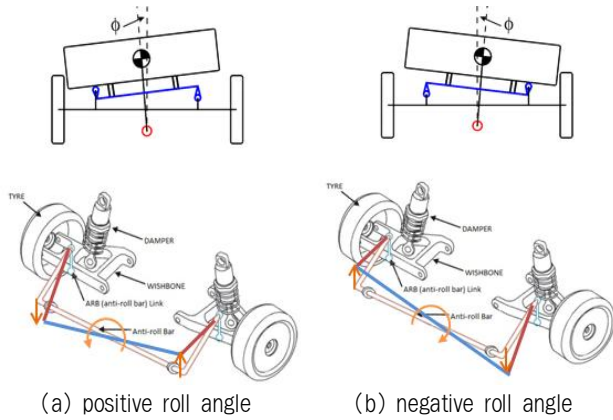 ϕ
ϕ
TYRE
DAMPER
WISHBONE
ARB (anti-roll bar) Link
Anti-roll Bar
TYRE
DAMPER
WISHBONE
ARB (anti-roll bar) Link
Anti-roll Bar
(a) positive roll angle
(b) negative roll angle